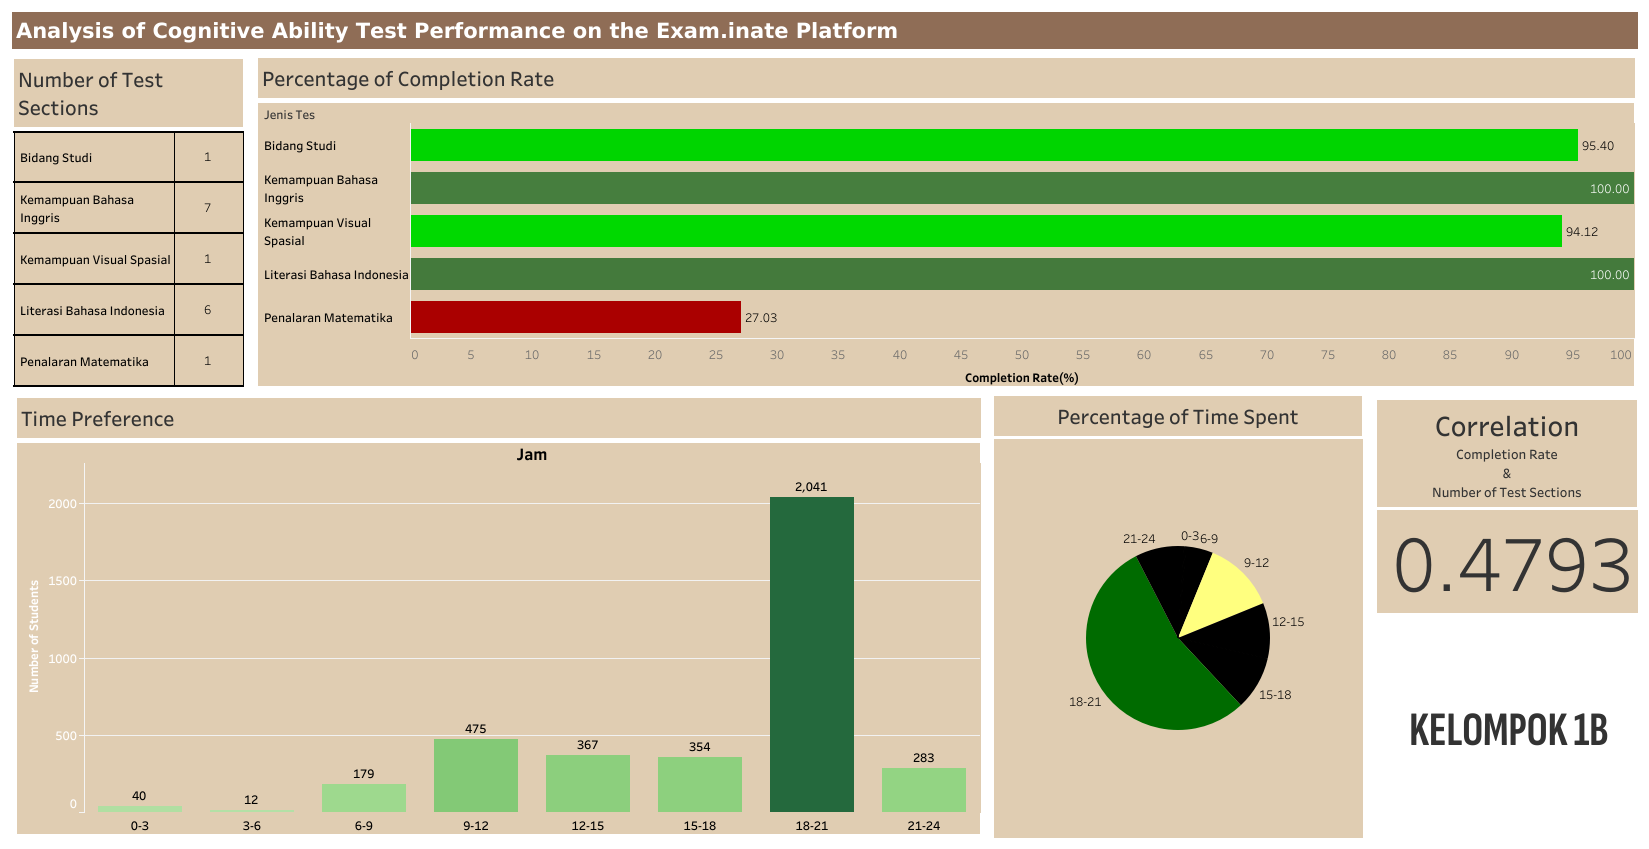 Analysis of Cognitive Ability Test Performance on the Exam.inate Platform
Number of Test
Sections
Bidang Studi 1
Kemampuan Bahasa
Inggris 7
Kemampuan Visual Spasial 1
Literasi Bahasa Indonesia 6
Penalaran Matematika 1
Percentage of Completion Rate
Jenis Tes
Bidang Studi 95.40
Kemampuan Bahasa
Inggris 100.00
Kemampuan Visual
Spasial 94.12
Literasi Bahasa Indonesia 100.00
Penalaran Matematika 27.03
0 5 10 15 20 25 30 35 40 45 50 55 60 65 70 75 80 85 90 95 100
Completion Rate(%)
Time Preference
Jam
Number of Students
2000
1500
1000
500
0
40 12 179 475 367 354 2,041 283
0-3 3-6 6-9 9-12 12-15 15-18 18-21 21-24
Percentage of Time Spent
21-24 0-3 6-9
9-12
12-15
15-18
18-21
Correlation
Completion Rate
&
Number of Test Sections
0.4793
KELOMPOK 1B